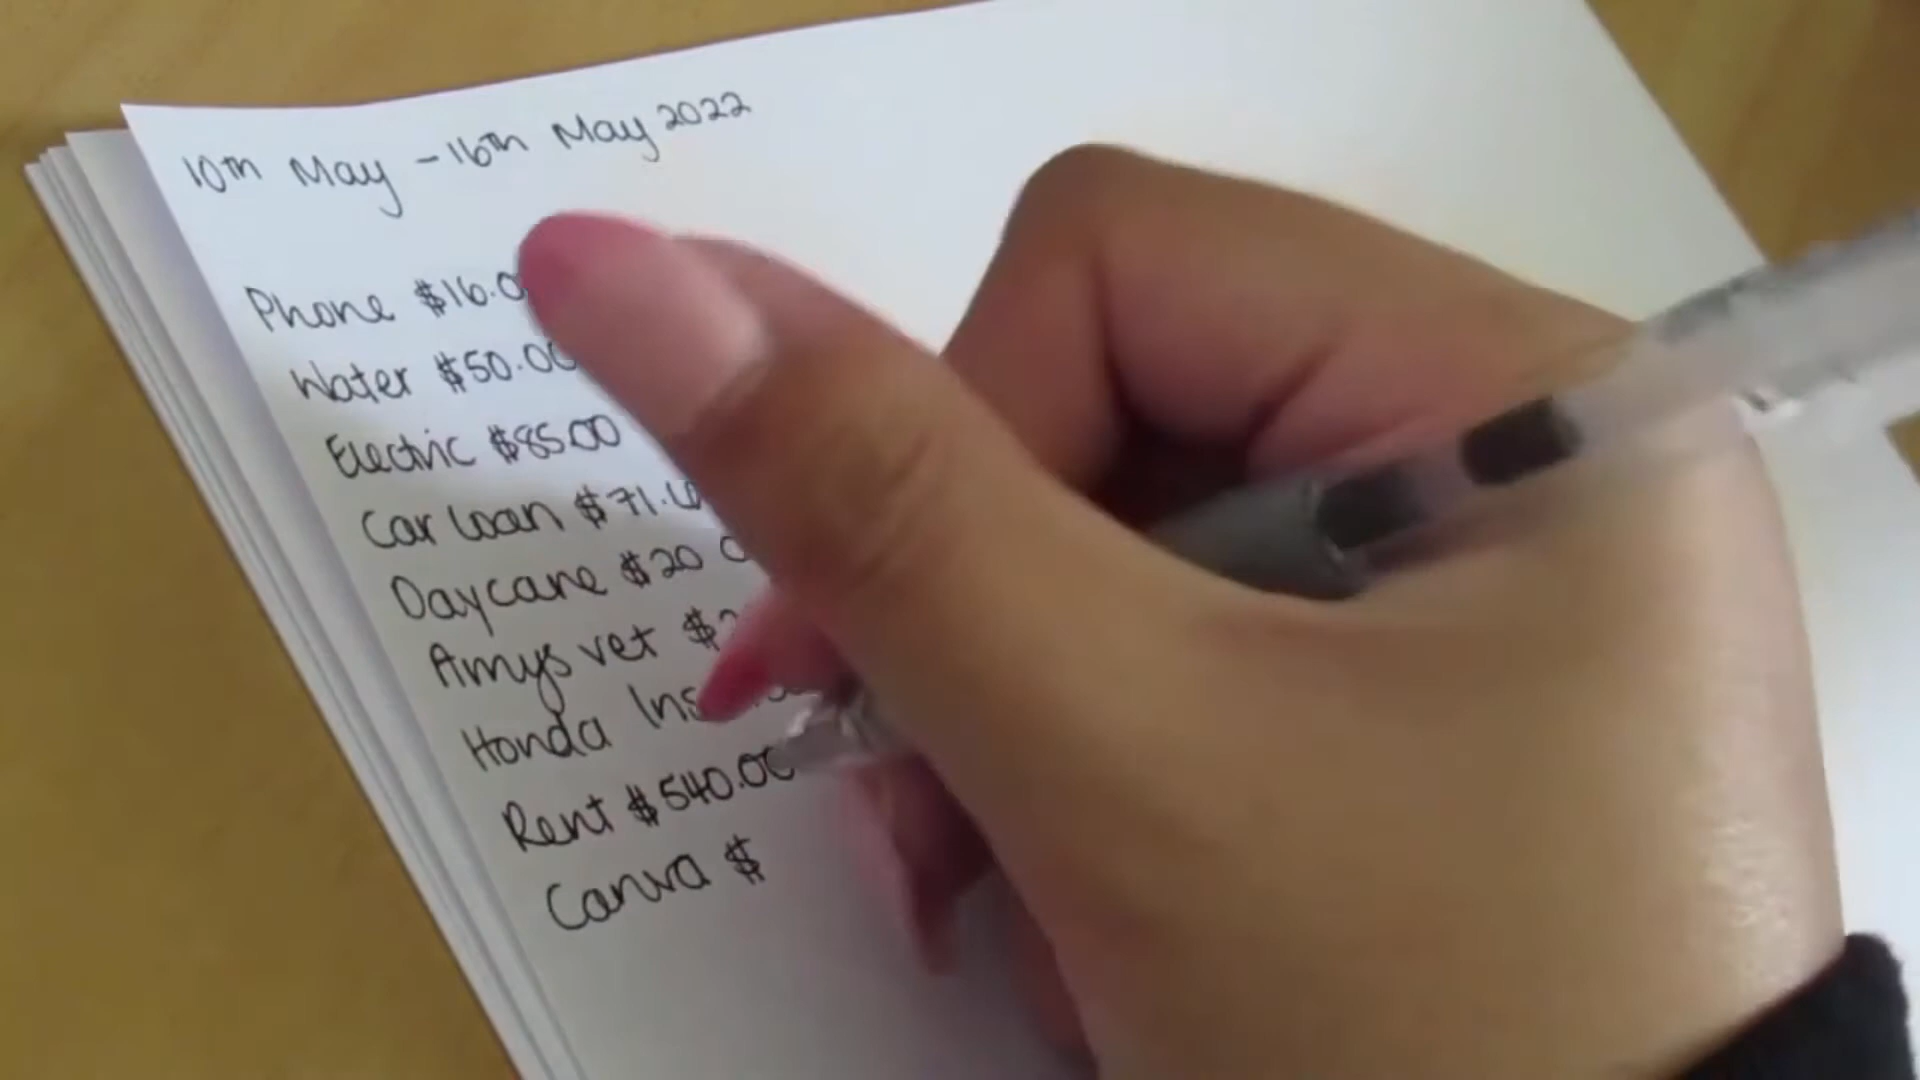 10th May - 16th May 2022
Phone $16.0
Water $50.00
Electric $85.00
Car Loan $71.
Daycare $20
Amys vet $
Honda Ins
Rent $540.00
Canva $